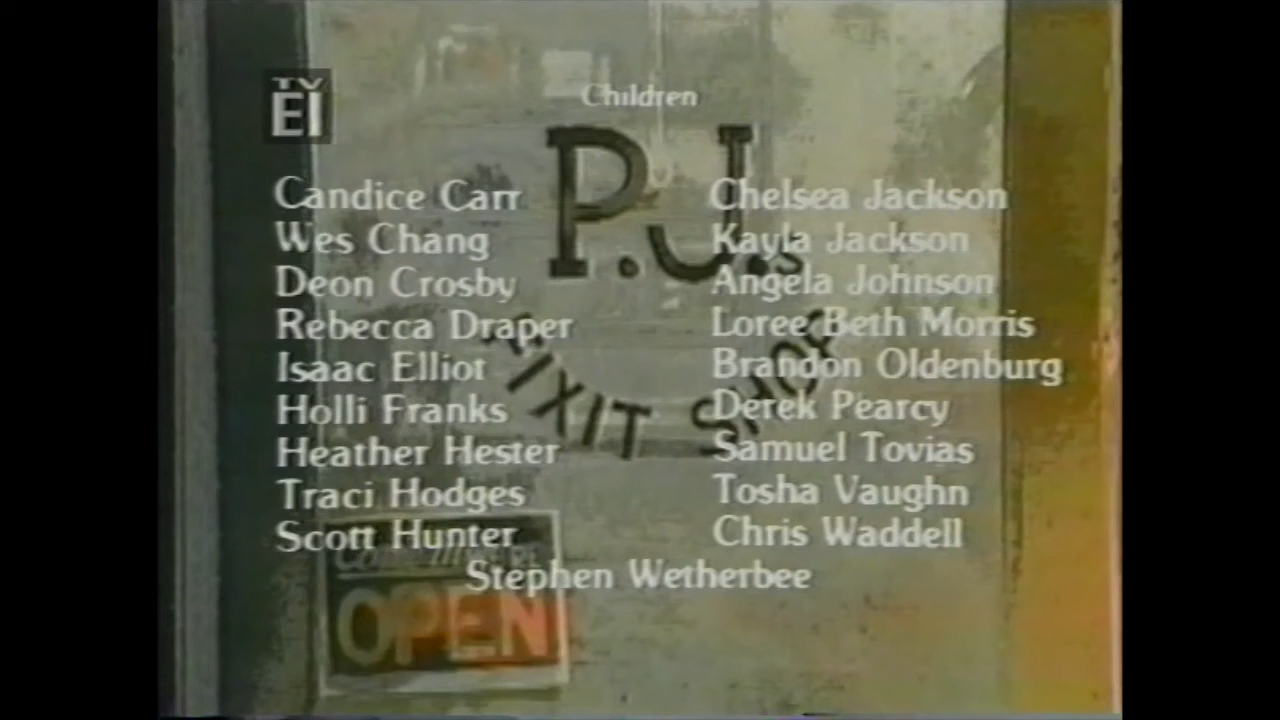 TV
EI
Children
P.J.'s
FIXIT SHOP
Candice Carr
Wes Chang
Deon Crosby
Rebecca Draper
Isaac Elliot
Holli Franks
Heather Hester
Traci Hodges
Scott Hunter
Chelsea Jackson
Kayla Jackson
Angela Johnson
Loree Beth Morris
Brandon Oldenburg
Derek Pearcy
Samuel Tovias
Tosha Vaughn
Chris Waddell
Stephen Wetherbee
OPEN